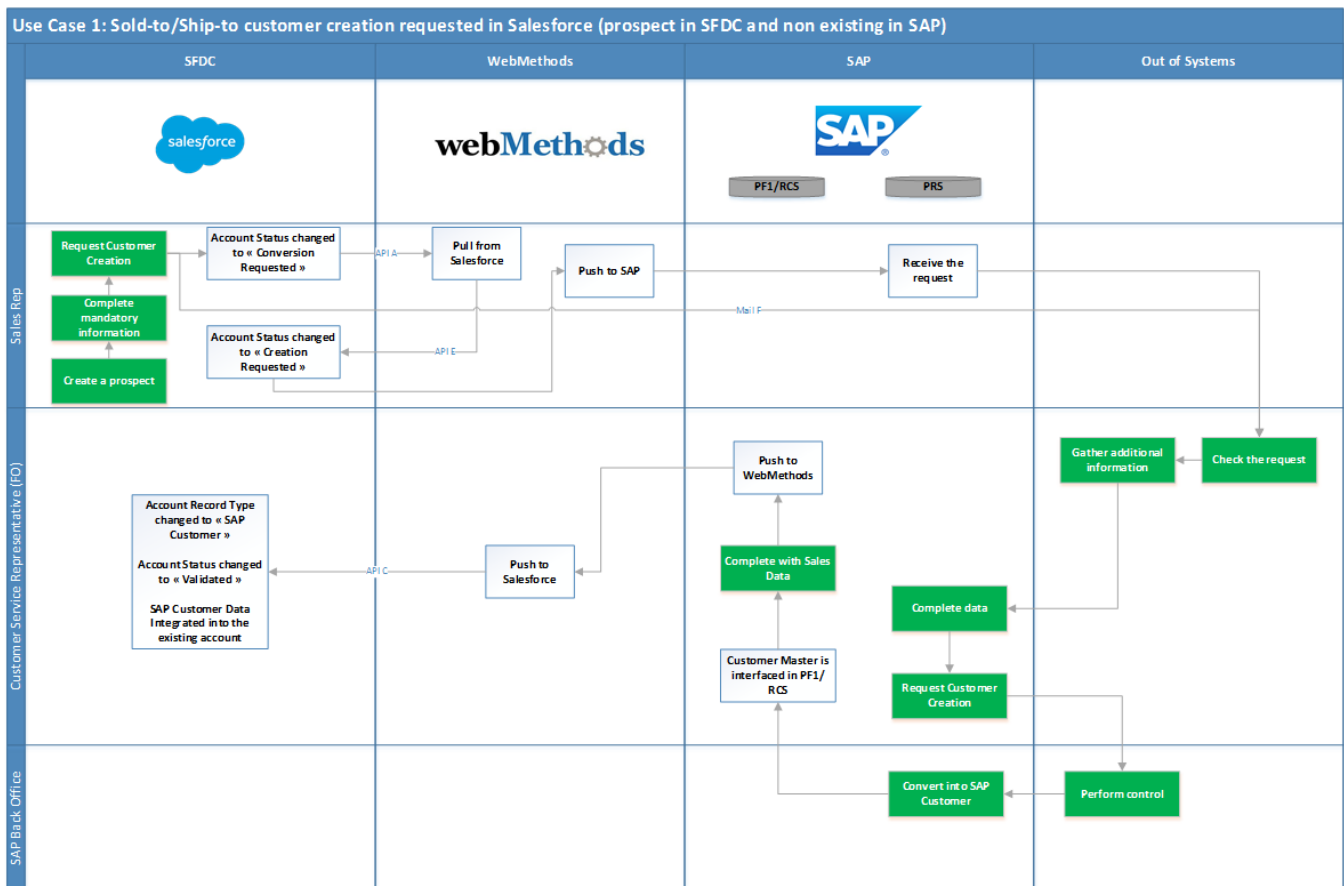 Use Case 1: Sold-to/Ship-to customer creation requested in Salesforce (prospect in SFDC and non existing in SAP)
SFDC
WebMethods
SAP
Out of Systems
salesforce
webMethods
SAP
®
PF1/RCS
PRS
Sales Rep
Request Customer
Creation
Account Status changed
to « Conversion
Requested »
API A
Pull from
Salesforce
Push to SAP
Receive the
request
Complete
mandatory
information
Mail F
Account Status changed
to « Creation
Requested »
API E
Create a prospect
Customer Service Representative (FO)
Push to
WebMethods
Gather additional
information
Check the request
Account Record Type
changed to « SAP
Customer »
Account Status changed
to « Validated »
SAP Customer Data
Integrated into the
existing account
API C
Push to
Salesforce
Complete with Sales
Data
Complete data
Customer Master is
interfaced in PF1/
RCS
Request Customer
Creation
SAP Back Office
Convert into SAP
Customer
Perform control